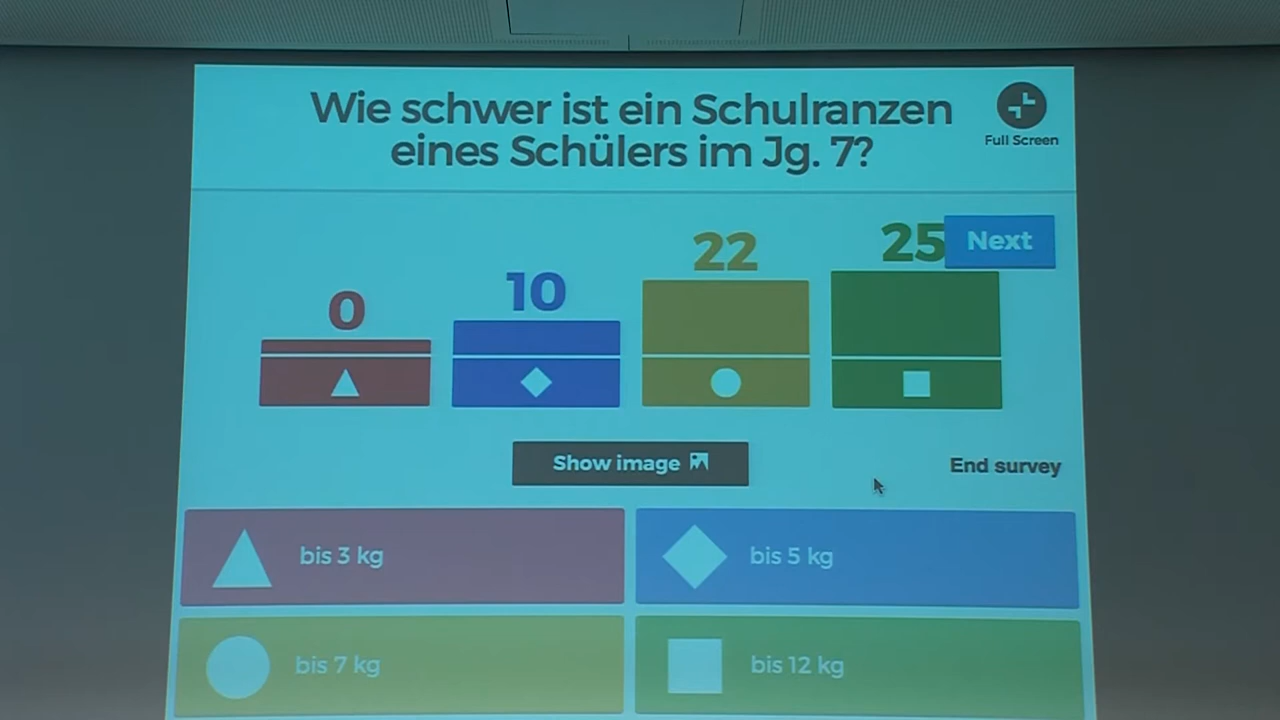 Wie schwer ist ein Schulranzen
eines Schülers im Jg. 7?
Full Screen
0
10
22
25
Next
Show image
End survey
bis 3 kg
bis 5 kg
bis 7 kg
bis 12 kg